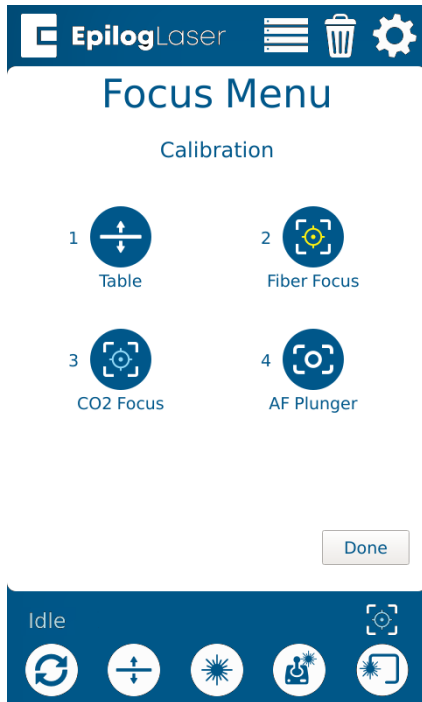 EpilogLaser
Focus Menu
Calibration
1
Table
2
Fiber Focus
3
CO2 Focus
4
AF Plunger
Done
Idle